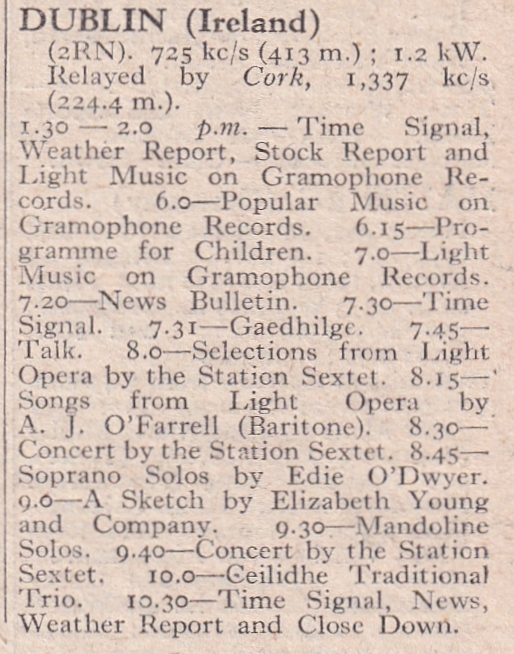 DUBLIN (Ireland)
(2RN). 725 kc/s (413 m.) ; 1.2 kW.
Relayed by Cork, 1,337 kc/s
(224.4 m.).
1.30 — 2.0 p.m. — Time Signal,
Weather Report, Stock Report and
Light Music on Gramophone Re-
cords. 6.0—Popular Music on
Gramophone Records. 6.15—Pro-
gramme for Children. 7.0—Light
Music on Gramophone Records.
7.20—News Bulletin. 7.30—Time
Signal. 7.31—Gaedhilge. 7.45—
Talk. 8.0—Selections from Light
Opera by the Station Sextet. 8.15—
Songs from Light Opera by
A. J. O'Farrell (Baritone). 8.30—
Concert by the Station Sextet. 8.45—
Soprano Solos by Edie O'Dwyer.
9.0—A Sketch by Elizabeth Young
and Company. 9.30—Mandoline
Solos. 9.40—Concert by the Station
Sextet. 10.0—Ceilidhe Traditional
Trio. 10.30—Time Signal, News,
Weather Report and Close Down.